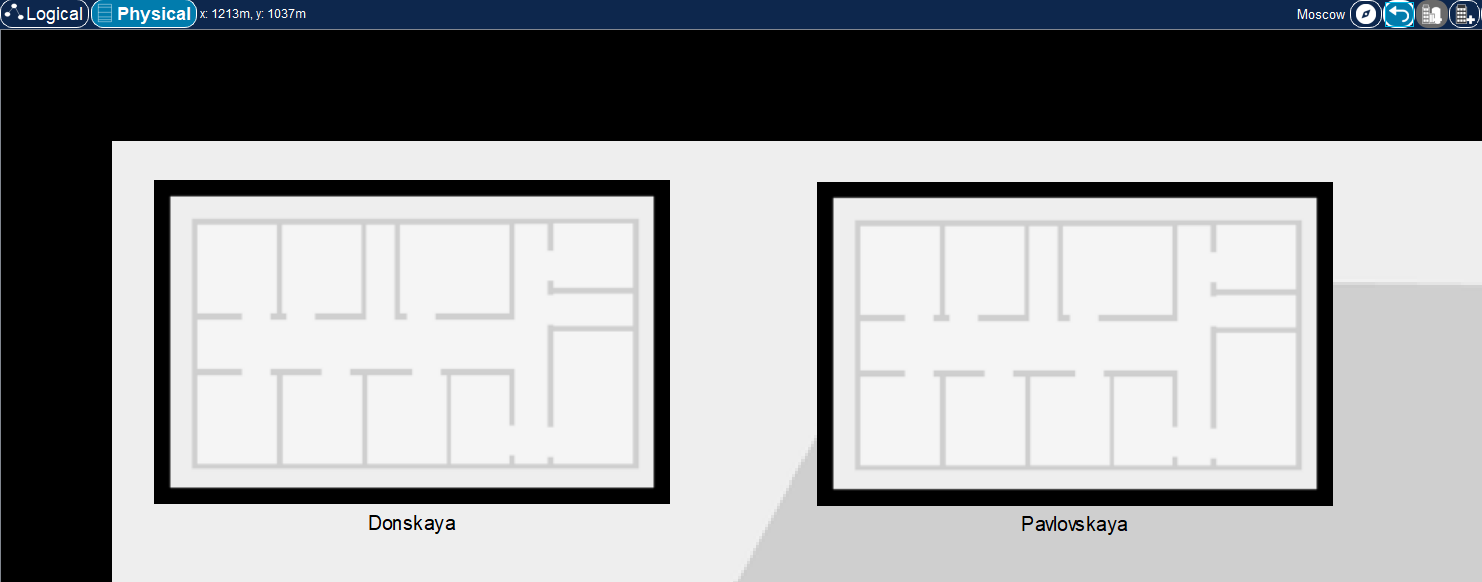 Logical Physical x: 1213m, y: 1037m Moscow
Donskaya Pavlovskaya